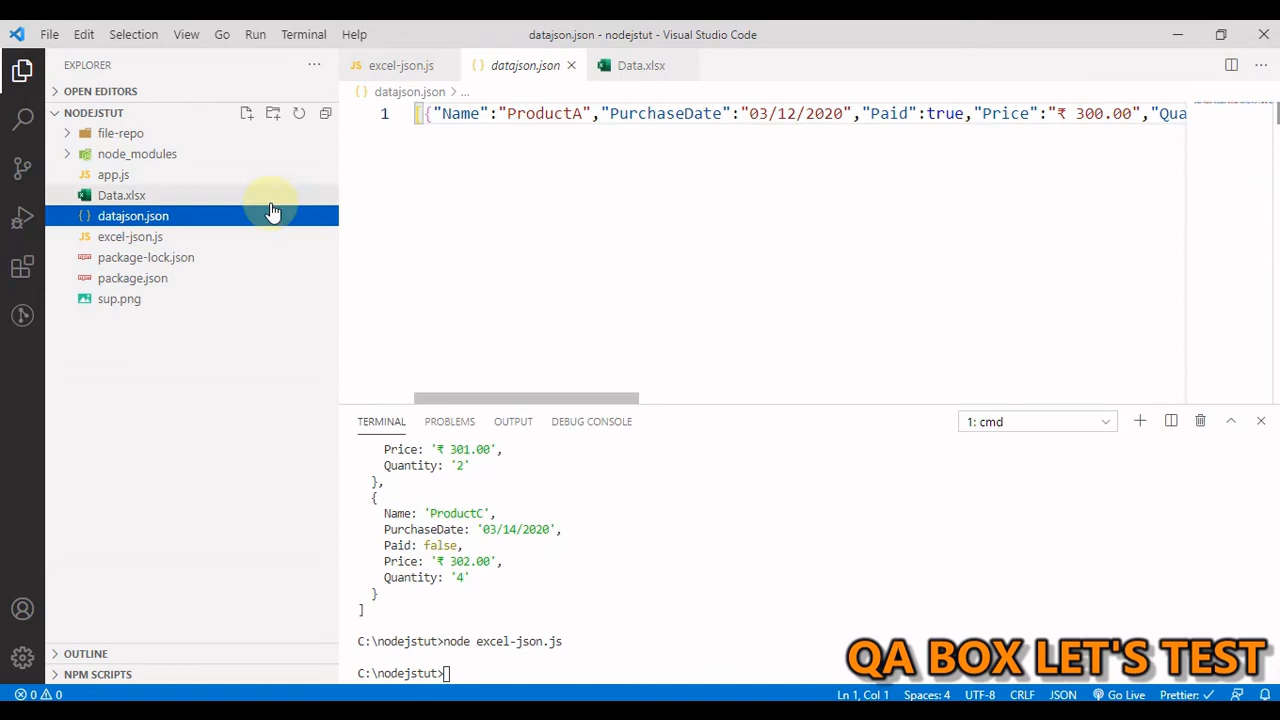 File Edit Selection View Go Run Terminal Help datajson.json - nodejstut - Visual Studio Code
EXPLORER
OPEN EDITORS
NODEJSTUT
file-repo
node_modules
app.js
Data.xlsx
datajson.json
excel-json.js
package-lock.json
package.json
sup.png
OUTLINE
NPM SCRIPTS
excel-json.js datajson.json Data.xlsx
datajson.json > ...
1 [{"Name":"ProductA","PurchaseDate":"03/12/2020","Paid":true,"Price":"₹ 300.00","Qua
TERMINAL PROBLEMS OUTPUT DEBUG CONSOLE 1: cmd
Price: '₹ 301.00',
Quantity: '2'
},
{
Name: 'ProductC',
PurchaseDate: '03/14/2020',
Paid: false,
Price: '₹ 302.00',
Quantity: '4'
}
]
C:\nodejstut>node excel-json.js
C:\nodejstut>
QA BOX LET'S TEST
0 0 Ln 1, Col 1 Spaces: 4 UTF-8 CRLF JSON Go Live Prettier: ✓